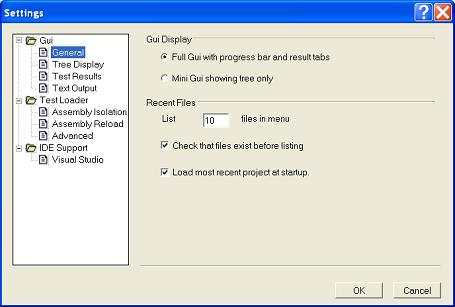 Settings
Gui
General
Tree Display
Test Results
Text Output
Test Loader
Assembly Isolation
Assembly Reload
Advanced
IDE Support
Visual Studio
Gui Display
Full Gui with progress bar and result tabs
Mini Gui showing tree only
Recent Files
List 10 files in menu
Check that files exist before listing
Load most recent project at startup.
OK Cancel